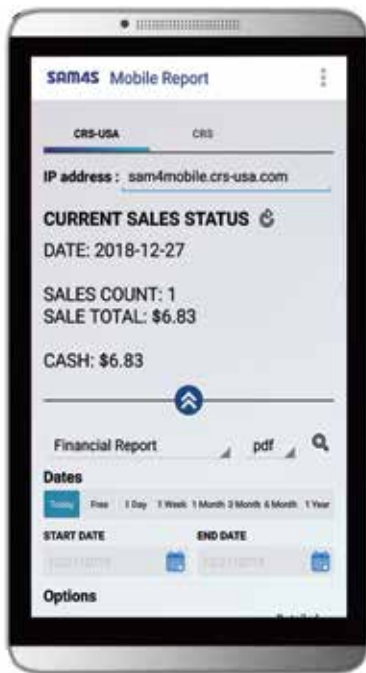 SAM4S Mobile Report
CRS-USA CRS
IP address : sam4mobile.crs-usa.com
CURRENT SALES STATUS
DATE: 2018-12-27
SALES COUNT: 1
SALE TOTAL: $6.83
CASH: $6.83
Financial Report pdf
Dates
Today Free 1 Day 1 Week 1 Month 3 Month 6 Month 1 Year
START DATE END DATE
Options